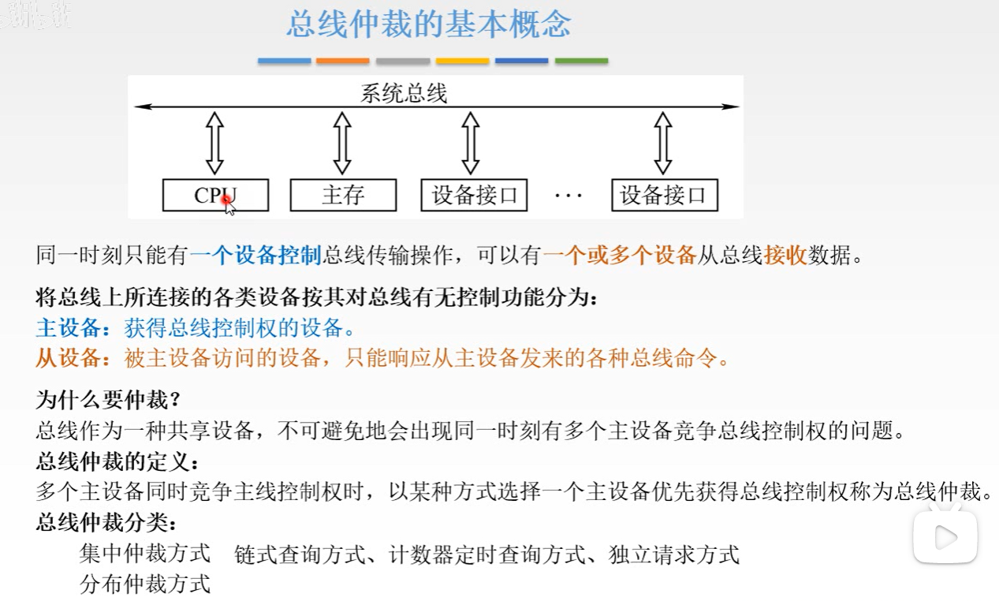 总线仲裁的基本概念
系统总线
CPU 主存 设备接口 ··· 设备接口
同一时刻只能有一个设备控制总线传输操作，可以有一个或多个设备从总线接收数据。
将总线上所连接的各类设备按其对总线有无控制功能分为：
主设备：获得总线控制权的设备。
从设备：被主设备访问的设备，只能响应从主设备发来的各种总线命令。
为什么要仲裁？
总线作为一种共享设备，不可避免地会出现同一时刻有多个主设备竞争总线控制权的问题。
总线仲裁的定义：
多个主设备同时竞争主线控制权时，以某种方式选择一个主设备优先获得总线控制权称为总线仲裁。
总线仲裁分类：
集中仲裁方式 链式查询方式、计数器定时查询方式、独立请求方式
分布仲裁方式